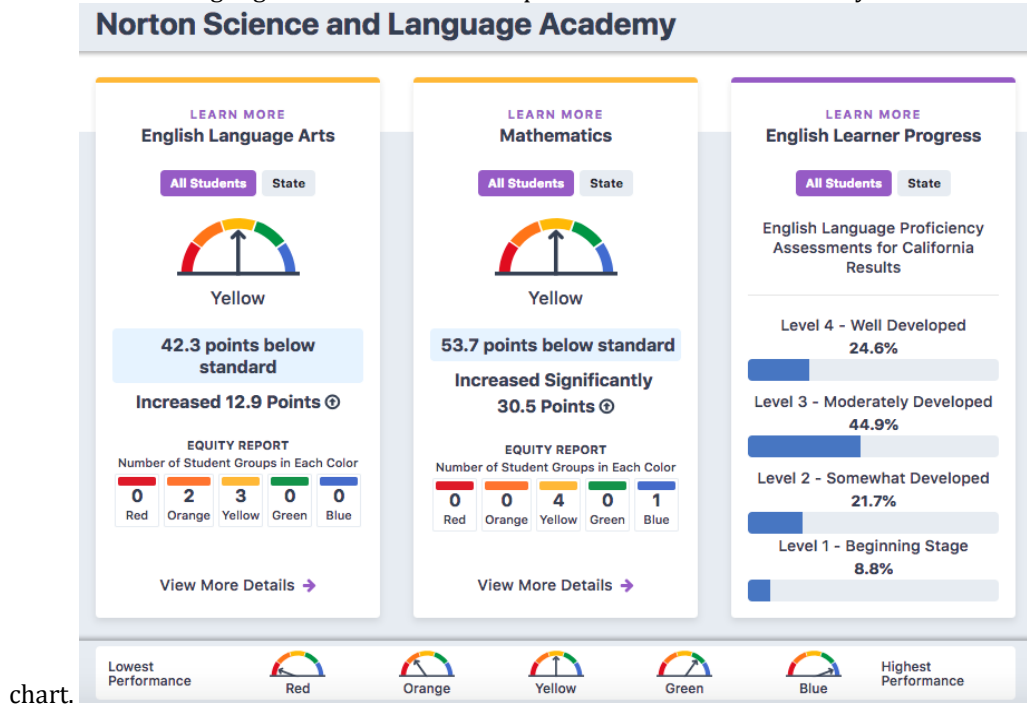 Norton Science and Language Academy
LEARN MORE
English Language Arts
All Students State
Yellow
42.3 points below
standard
Increased 12.9 Points
EQUITY REPORT
Number of Student Groups in Each Color
0 2 3 0 0
Red Orange Yellow Green Blue
View More Details →
LEARN MORE
Mathematics
All Students State
Yellow
53.7 points below standard
Increased Significantly
30.5 Points
EQUITY REPORT
Number of Student Groups in Each Color
0 0 4 0 1
Red Orange Yellow Green Blue
View More Details →
LEARN MORE
English Learner Progress
All Students State
English Language Proficiency
Assessments for California
Results
Level 4 - Well Developed
24.6%
Level 3 - Moderately Developed
44.9%
Level 2 - Somewhat Developed
21.7%
Level 1 - Beginning Stage
8.8%
Lowest
Performance
Red
Orange
Yellow
Green
Blue
Highest
Performance
chart.